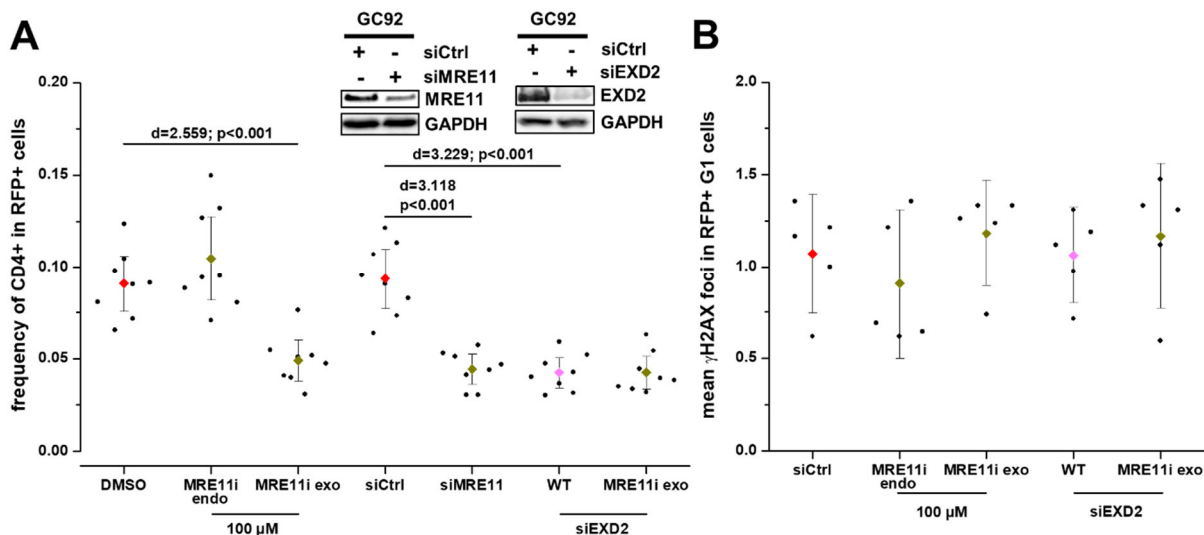 A
GC92
+ - siCtrl
- + siMRE11
MRE11
GAPDH
GC92
+ - siCtrl
- + siEXD2
EXD2
GAPDH
frequency of CD4+ in RFP+ cells
0.20
0.15
0.10
0.05
0.00
d=2.559; p<0.001
d=3.229; p<0.001
d=3.118
p<0.001
DMSO
MRE11i
endo
MRE11i exo
siCtrl
siMRE11
WT
MRE11i exo
100 µM
siEXD2
B
mean γH2AX foci in RFP+ G1 cells
2.0
1.5
1.0
0.5
0.0
siCtrl
MRE11i
endo
MRE11i exo
WT
MRE11i exo
100 µM
siEXD2